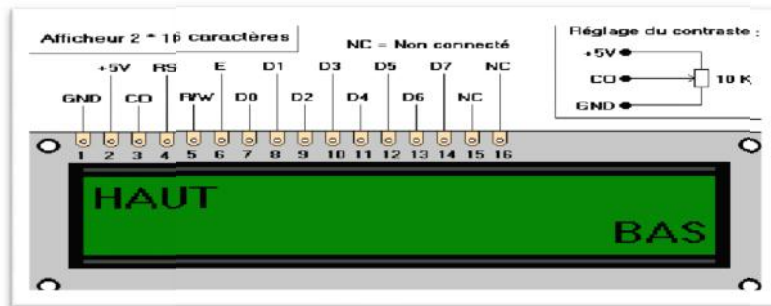 Afficheur 2 * 16 caractères
NC = Non connecté
Réglage du contraste :
+5V
CO
10 K
GND
+5V RS E D1 D3 D5 D7 NC
GND CO R/W D0 D2 D4 D6 NC
1 2 3 4 5 6 7 8 9 10 11 12 13 14 15 16
HAUT
BAS